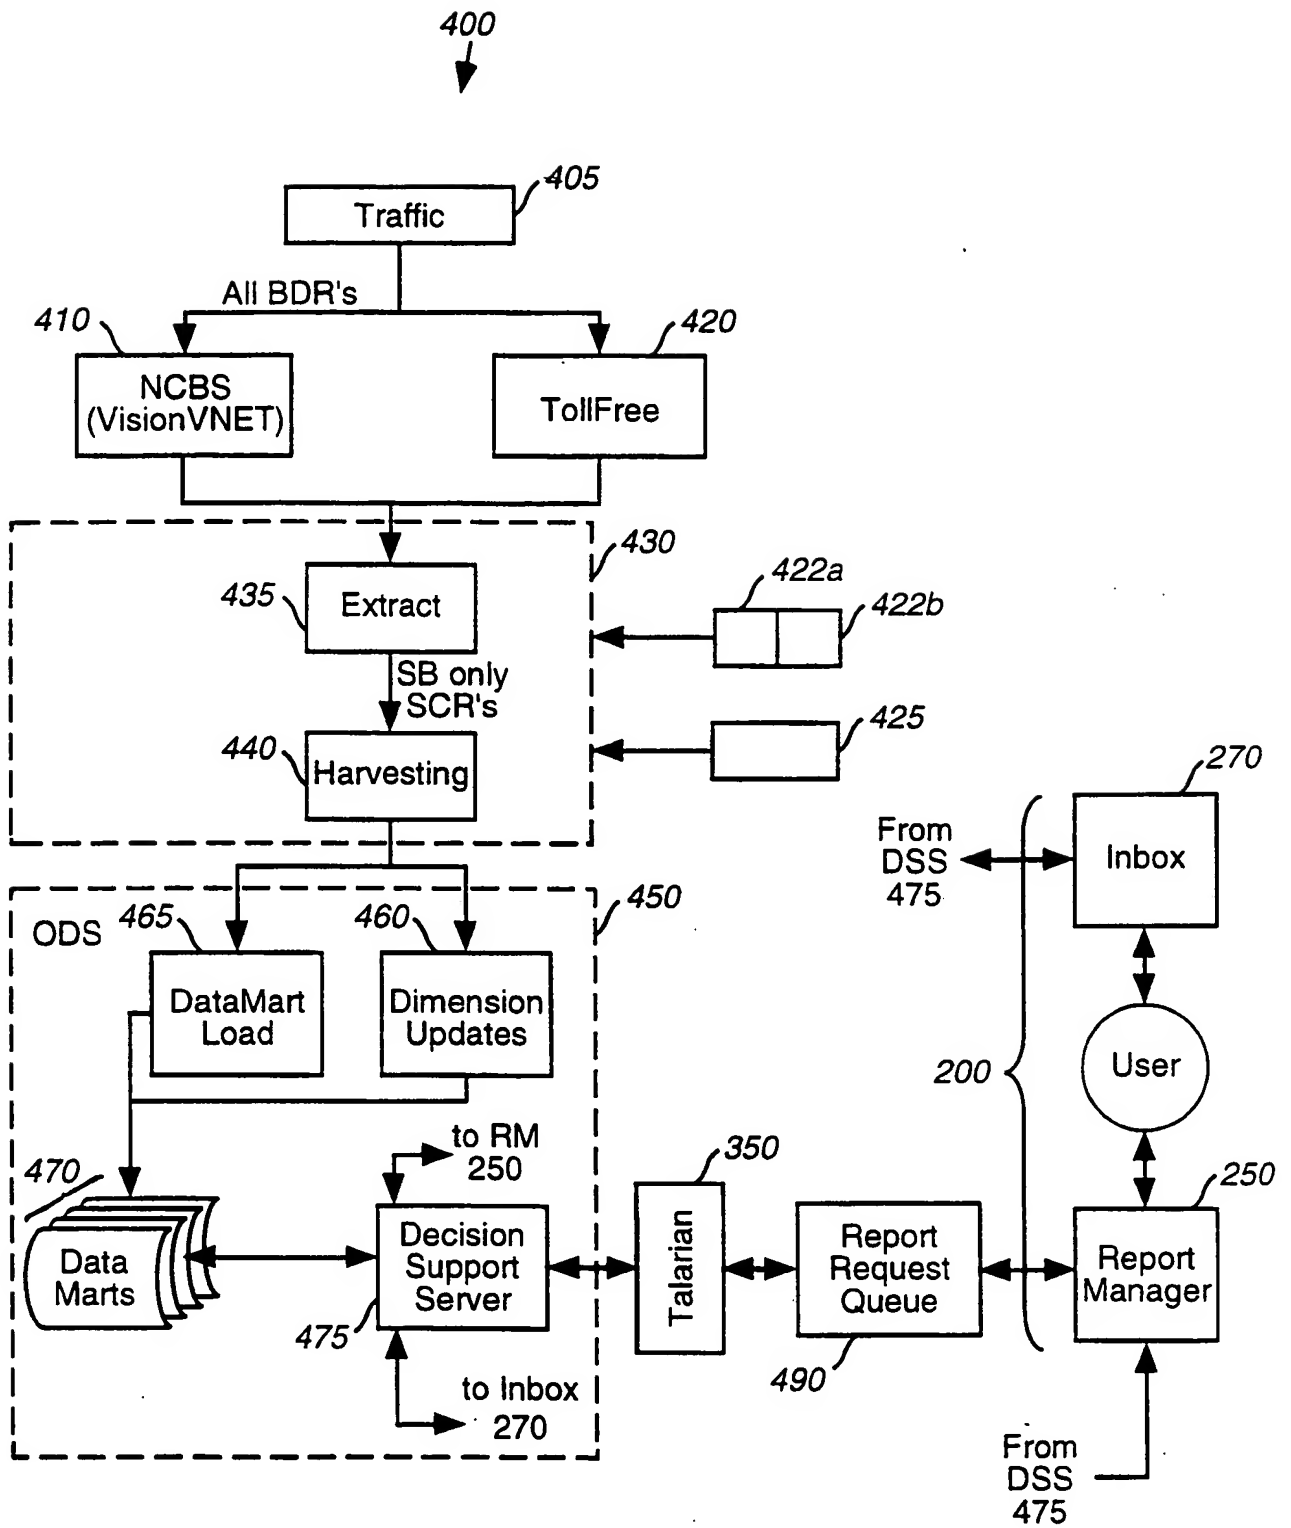 400
405
Traffic
All BDR's
410
420
NCBS
(VisionVNET)
TollFree
430
435
Extract
422a
422b
SB only
SCR's
425
440
Harvesting
270
From
DSS
475
Inbox
450
ODS
465
460
DataMart
Load
Dimension
Updates
200
User
to RM
250
350
470
250
Data
Marts
Decision
Support
Server
Talarian
Report
Request
Queue
Report
Manager
475
490
to Inbox
270
From
DSS
475